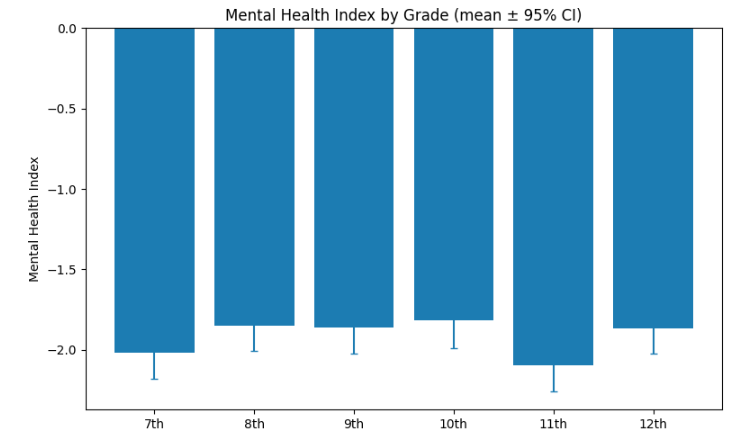 Mental Health Index by Grade (mean ± 95% CI)
Mental Health Index
0.0
−0.5
−1.0
−1.5
−2.0
7th 8th 9th 10th 11th 12th